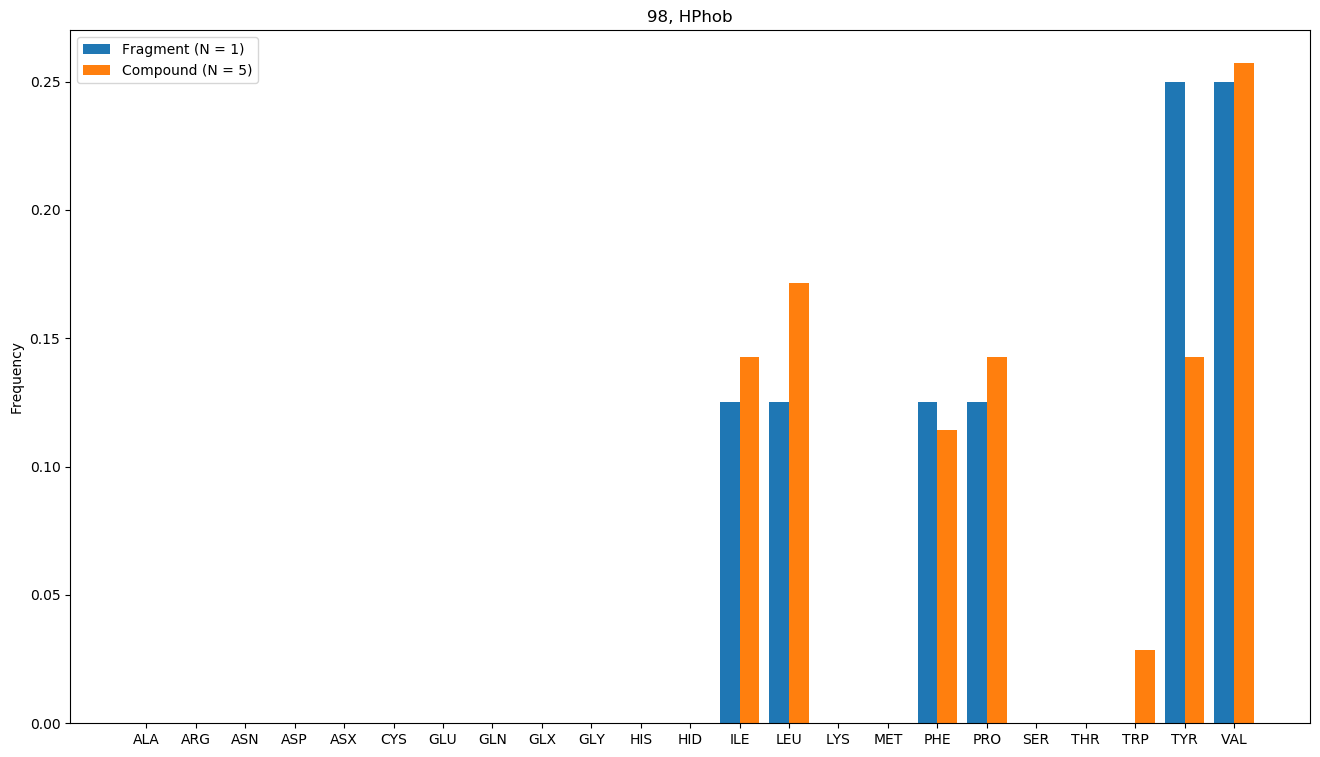 98, HPhob
Fragment (N = 1)
Compound (N = 5)
Frequency
0.25
0.20
0.15
0.10
0.05
0.00
ALA ARG ASN ASP ASX CYS GLU GLN GLX GLY HIS HID ILE LEU LYS MET PHE PRO SER THR TRP TYR VAL